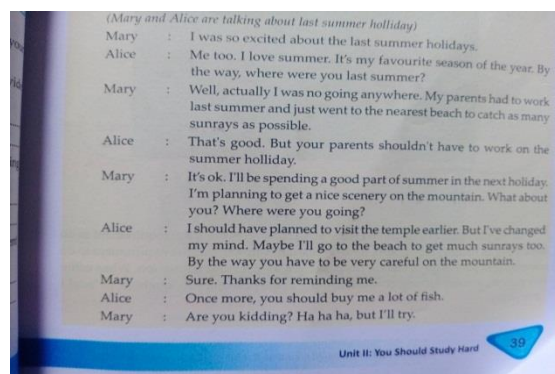 (Mary and Alice are talking about last summer holliday)
Mary : I was so excited about the last summer holidays.
Alice : Me too. I love summer. It's my favourite season of the year. By
the way, where were you last summer?
Mary : Well, actually I was no going anywhere. My parents had to work
last summer and just went to the nearest beach to catch as many
sunrays as possible.
Alice : That's good. But your parents shouldn't have to work on the
summer holliday.
Mary : It's ok. I'll be spending a good part of summer in the next holiday.
I'm planning to get a nice scenery on the mountain. What about
you? Where were you going?
Alice : I should have planned to visit the temple earlier. But I've changed
my mind. Maybe I'll go to the beach to get much sunrays too.
By the way you have to be very careful on the mountain.
Mary : Sure. Thanks for reminding me.
Alice : Once more, you should buy me a lot of fish.
Mary : Are you kidding? Ha ha ha, but I'll try.
Unit II: You Should Study Hard 39